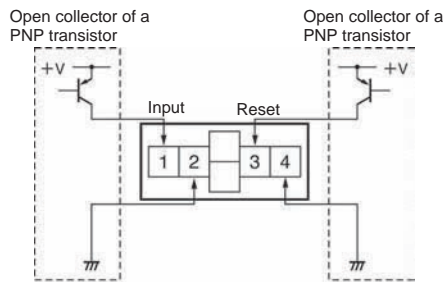 Open collector of a
PNP transistor
Open collector of a
PNP transistor
+V
+V
Input
Reset
1 2 3 4